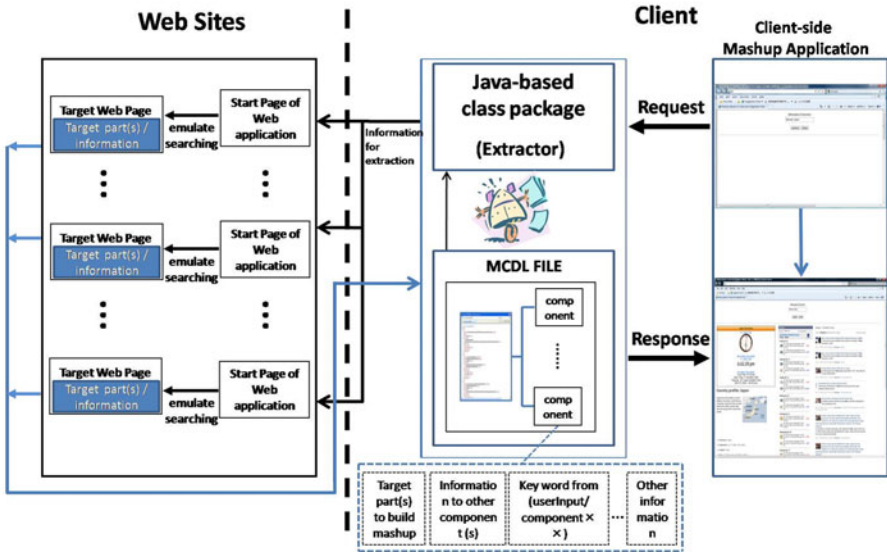 Web Sites
Client
Client-side
Mashup Application
Target Web Page
Target part(s) /
information
emulate
searching
Start Page of
Web
application
Target Web Page
Target part(s) /
information
emulate
searching
Start Page of
Web
application
Target Web Page
Target part(s) /
information
emulate
searching
Start Page of
Web
application
Information
for
extraction
Java-based
class package
(Extractor)
Request
MCDL FILE
comp
onent
comp
onent
Response
Target
part(s)
to build
mashup
Informatio
n to other
compone
t (s)
Key word from
(userInput/
component× 
×)
...
Other
infor
matio
n